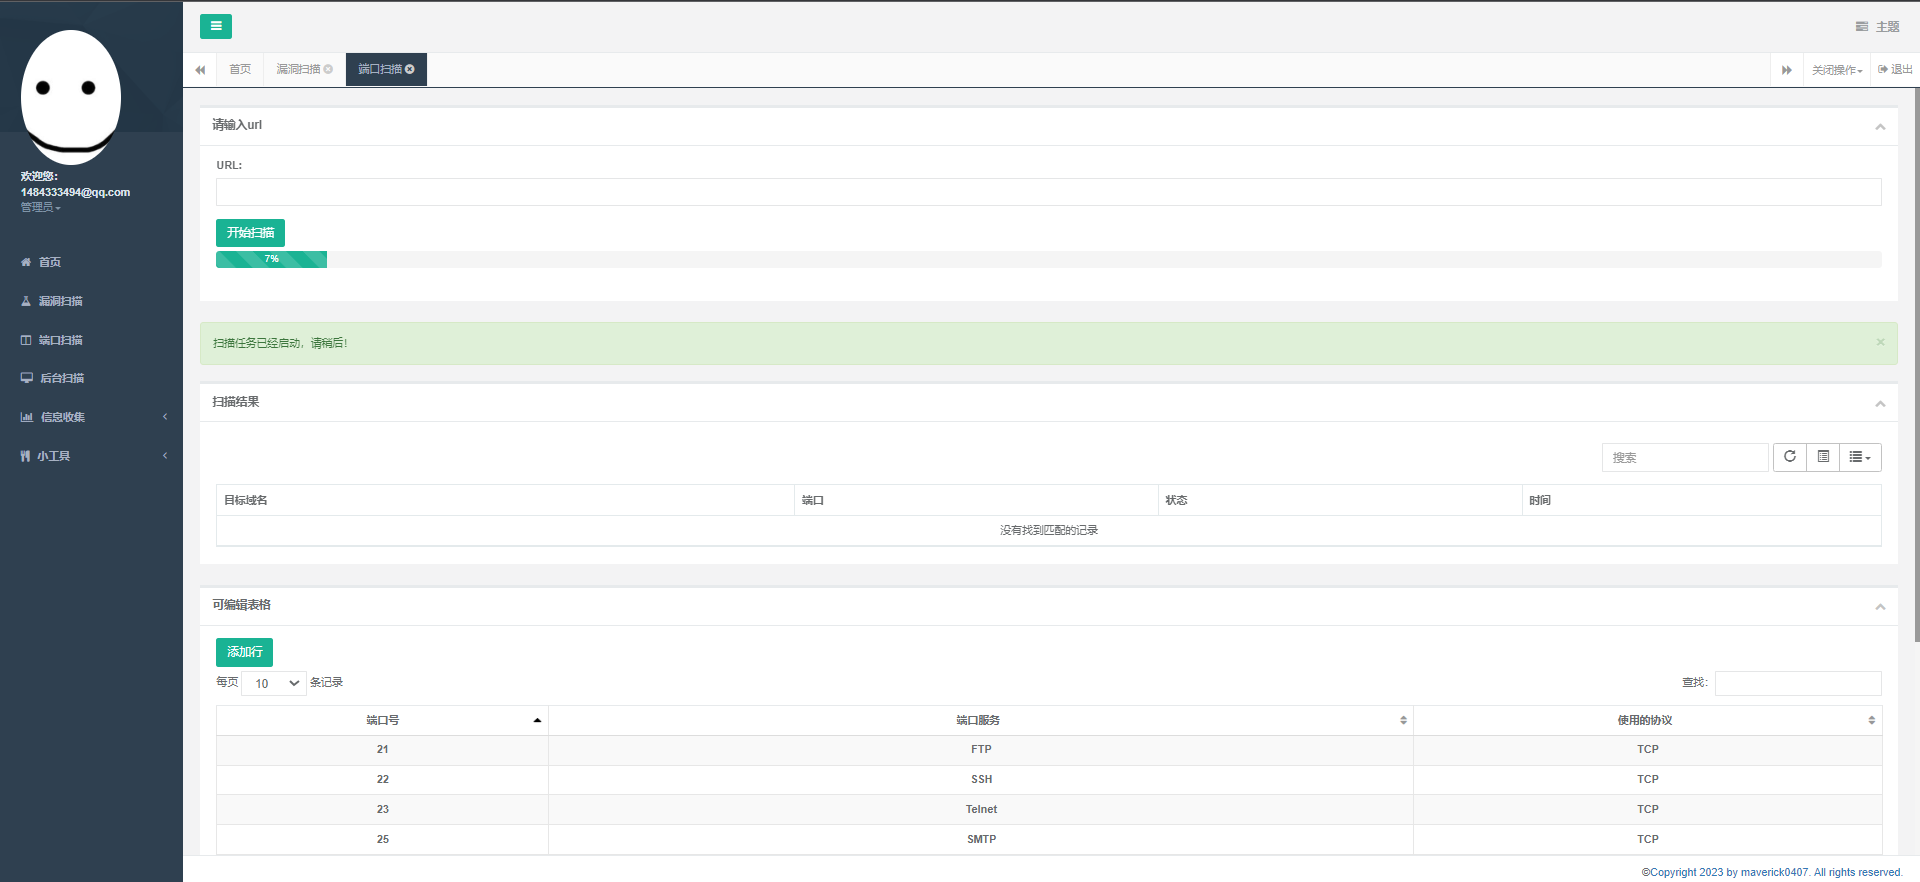 主题
首页
漏洞扫描
端口扫描
关闭操作
退出
欢迎您：
1484333494@qq.com
管理员
首页
漏洞扫描
端口扫描
后台扫描
信息收集
小工具
请输入url
URL:
开始扫描
7%
扫描任务已经启动，请稍后！
×
扫描结果
搜索
目标域名 端口 状态 时间
没有找到匹配的记录
可编辑表格
添加行
每页 10 条记录
查找：
端口号 端口服务 使用的协议
21 FTP TCP
22 SSH TCP
23 Telnet TCP
25 SMTP TCP
©Copyright 2023 by maverick0407. All rights reserved.